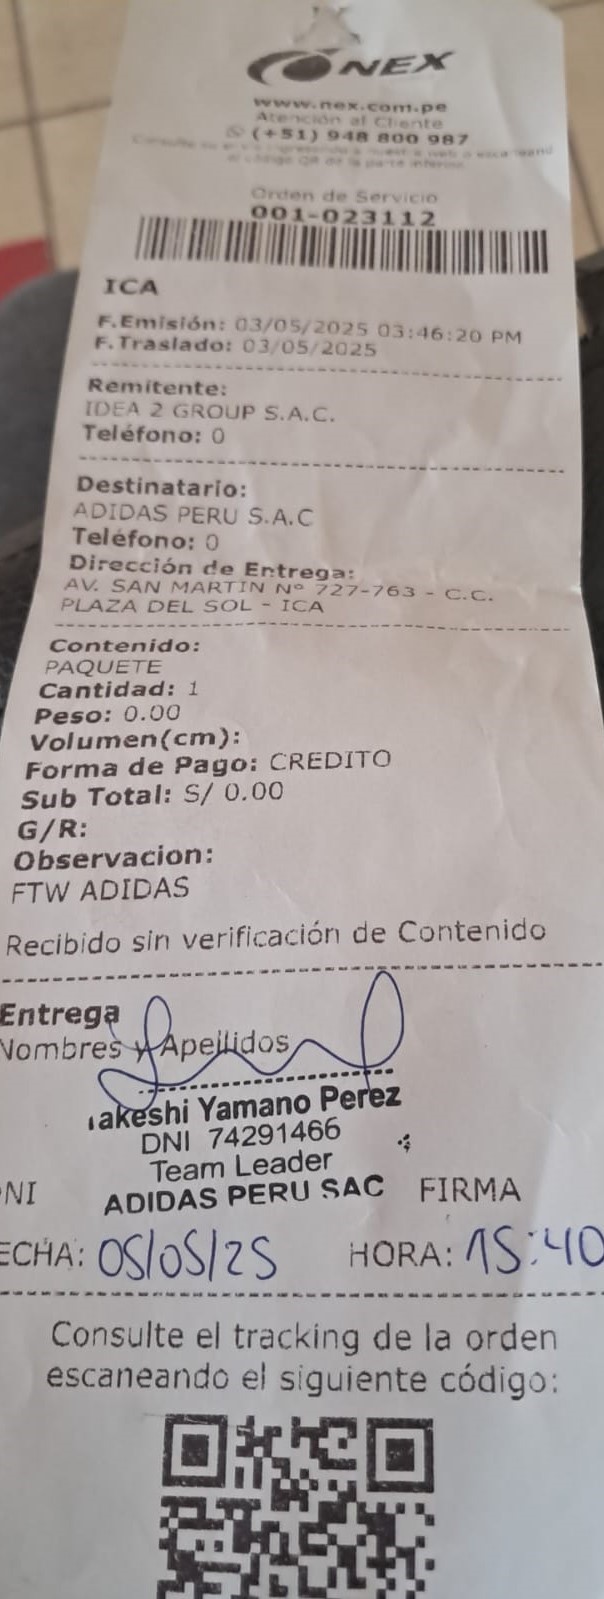 NEX
www.nex.com.pe
Atención al Cliente
(+51) 948 800 987
Orden de Servicio
001-023112
ICA
F.Emisión: 03/05/2025 03:46:20 PM
F.Traslado: 03/05/2025
Remitente:
IDEA 2 GROUP S.A.C.
Teléfono: 0
Destinatario:
ADIDAS PERU S.A.C
Teléfono: 0
Dirección de Entrega:
AV. SAN MARTIN Nº 727-763 - C.C.
PLAZA DEL SOL - ICA
Contenido:
PAQUETE
Cantidad: 1
Peso: 0.00
Volumen(cm):
Forma de Pago: CREDITO
Sub Total: S/ 0.00
G/R:
Observacion:
FTW ADIDAS
Recibido sin verificación de Contenido
Entrega
Nombres y Apellidos
akeshi Yamano Perez
DNI 74291466
Team Leader
ADIDAS PERU SAC
NI FIRMA
ECHA: 05/05/25 HORA: 15:40
Consulte el tracking de la orden
escaneando el siguiente código: